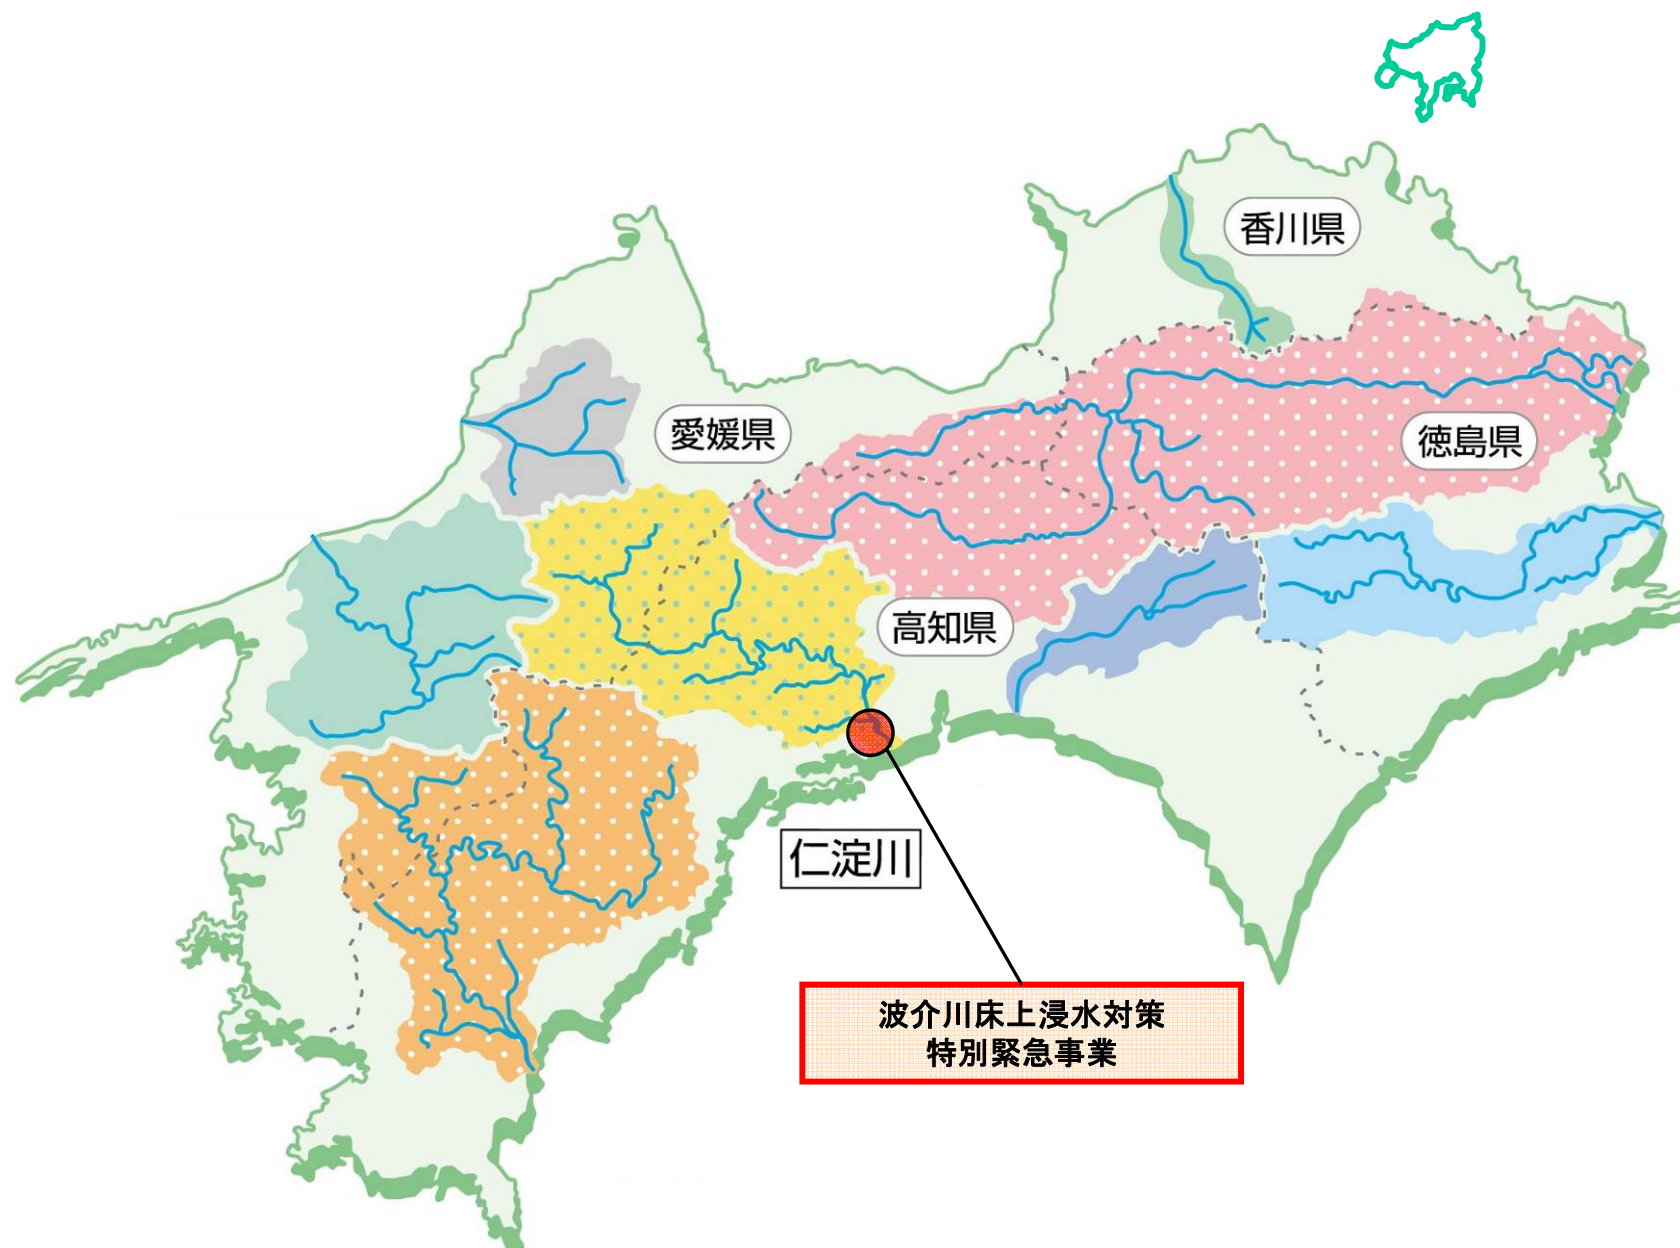 香川県
愛媛県
徳島県
高知県
仁淀川
波介川床上浸水対策
特別緊急事業